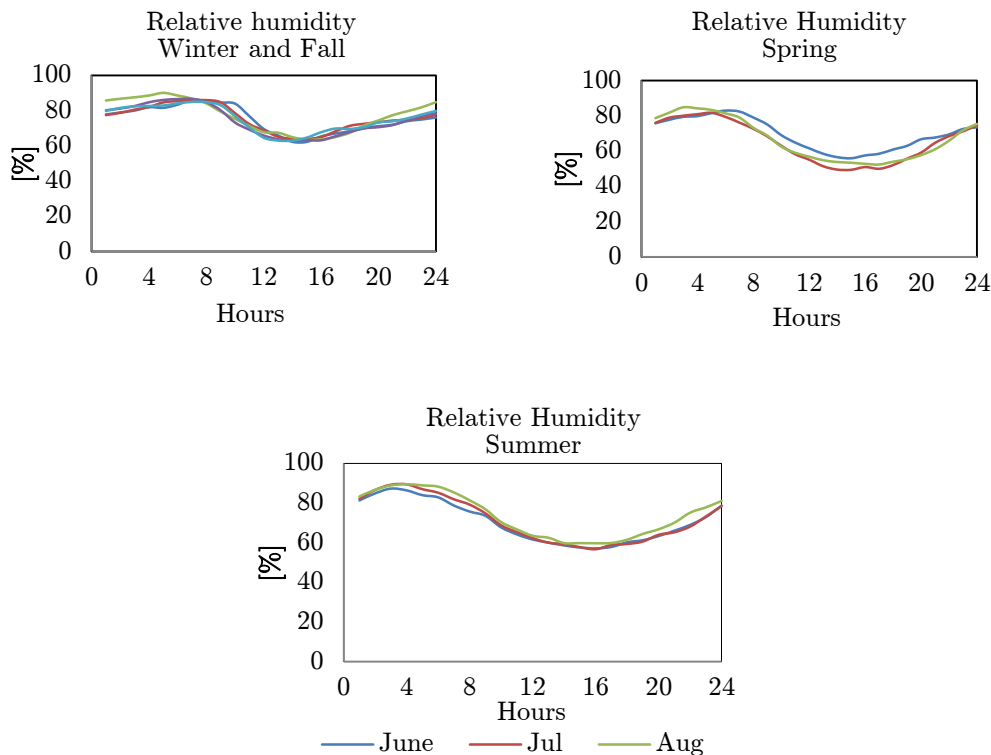 Relative humidity
Winter and Fall
100
80
60
40
20
0
[%]
0 4 8 12 16 20 24
Hours
Relative Humidity
Spring
100
80
60
40
20
0
[%]
0 4 8 12 16 20 24
Hours
Relative Humidity
Summer
100
80
60
40
20
0
[%]
0 4 8 12 16 20 24
Hours
June Jul Aug